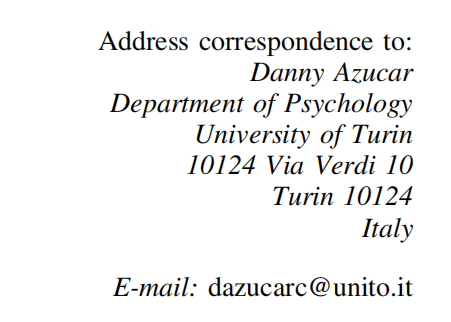 Address correspondence to:
Danny Azucar
Department of Psychology
University of Turin
10124 Via Verdi 10
Turin 10124
Italy
E-mail: dazucarc@unito.it